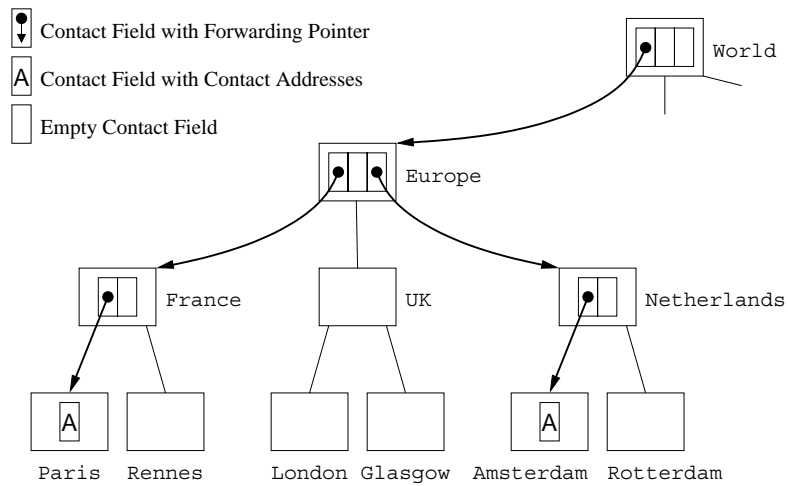 Contact Field with Forwarding Pointer
A Contact Field with Contact Addresses
Empty Contact Field
World
Europe
France
UK
Netherlands
A
A
Paris Rennes London Glasgow Amsterdam Rotterdam